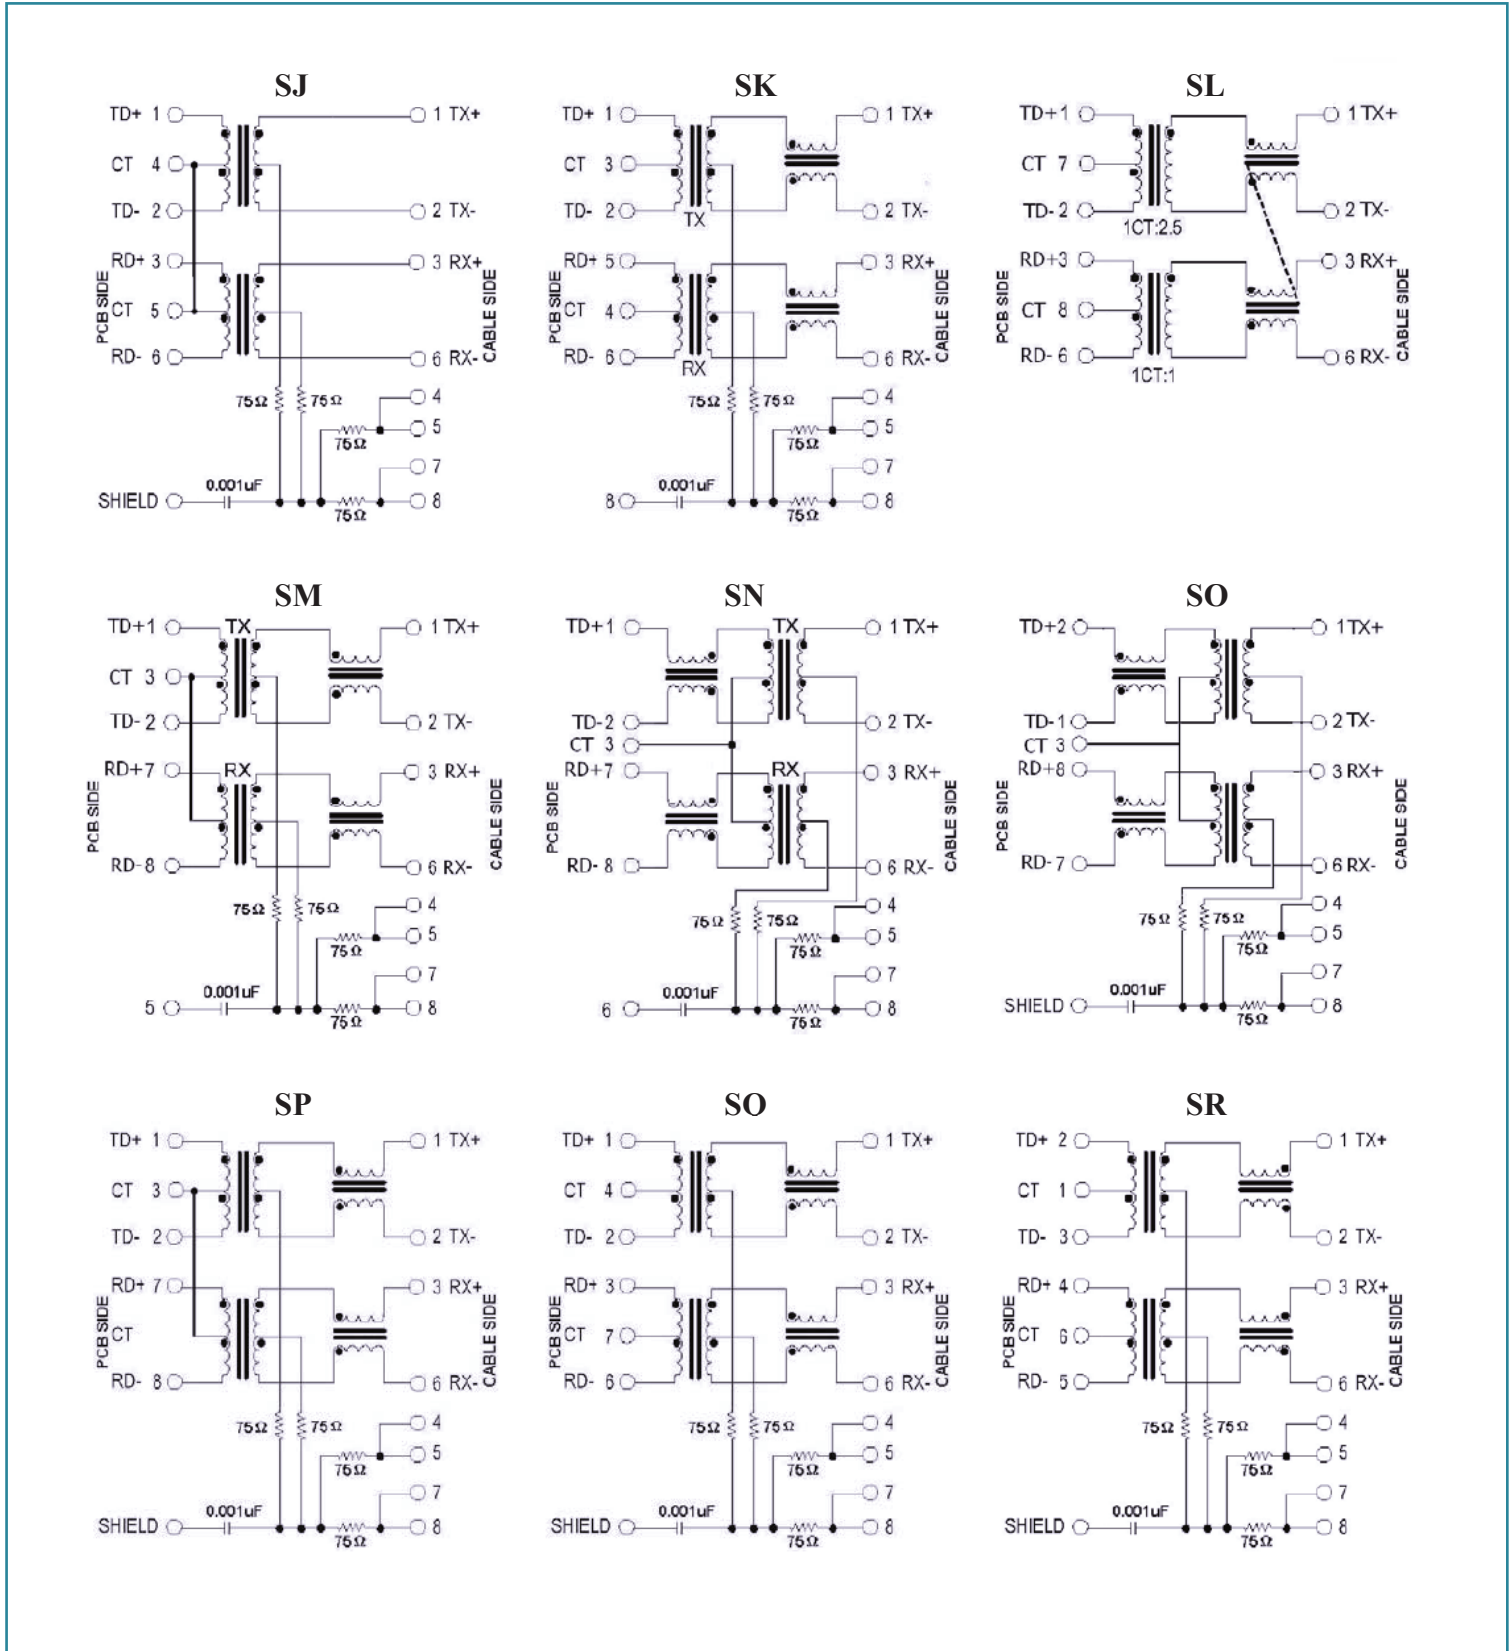 SJ
TD+ 1
1 TX+
CT 4
TD- 2
2 TX-
RD+ 3
3 RX+
PCB SIDE
CT 5
CABLE SIDE
RD- 6
6 RX-
75Ω
75Ω
4
5
75Ω
7
0.001uF
SHIELD
8
75Ω
SK
TD+ 1
1 TX+
CT 3
TD- 2
2 TX-
TX
RD+ 5
3 RX+
PCB SIDE
CT 4
CABLE SIDE
RD- 6
6 RX-
RX
75Ω
75Ω
4
5
75Ω
7
0.001uF
8
8
75Ω
SL
TD+1
1 TX+
CT 7
TD-2
2 TX-
1CT:2.5
RD+3
3 RX+
PCB SIDE
CT 8
CABLE SIDE
RD-6
6 RX-
1CT:1
SM
TD+1
TX
1 TX+
CT 3
TD-2
2 TX-
RD+7
RX
3 RX+
PCB SIDE
CABLE SIDE
RD-8
6 RX-
75Ω
75Ω
4
5
75Ω
7
0.001uF
5
8
75Ω
SN
TD+1
TX
1 TX+
TD-2
2 TX-
CT 3
RD+7
RX
3 RX+
PCB SIDE
CABLE SIDE
RD- 8
6 RX-
75Ω
75Ω
4
5
75Ω
7
0.001uF
6
8
75Ω
SO
TD+2
1TX+
TD-1
2TX-
CT 3
RD+8
3 RX+
PCB SIDE
CABLE SIDE
RD-7
6 RX-
75Ω
75Ω
4
5
75Ω
7
0.001uF
SHIELD
8
75Ω
SP
TD+ 1
1 TX+
CT 3
TD- 2
2 TX-
RD+ 7
3 RX+
PCB SIDE
CT
CABLE SIDE
RD- 8
6 RX-
75Ω
75Ω
4
5
75Ω
7
0.001uF
SHIELD
8
75Ω
SO
TD+ 1
1 TX+
CT 4
TD- 2
2 TX-
RD+ 3
3 RX+
PCB SIDE
CT 7
CABLE SIDE
RD- 6
6 RX-
75Ω
75Ω
4
5
75Ω
7
0.001uF
SHIELD
8
75Ω
SR
TD+ 2
1 TX+
CT 1
TD- 3
2 TX-
RD+ 4
3 RX+
PCB SIDE
CT 6
CABLE SIDE
RD- 5
6 RX-
75Ω
75Ω
4
5
75Ω
7
0.001uF
SHIELD
8
75Ω